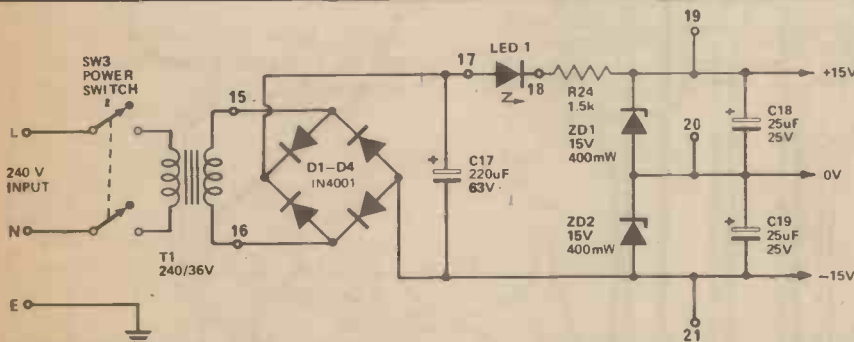 SW3
POWER
SWITCH
L
240 V
INPUT
N
E
T1
240/36V
15
16
D1–D4
IN4001
17
+
C17
220uF
63V
LED 1
18
R24
1.5k
ZD1
15V
400mW
ZD2
15V
400mW
19
20
21
+
C18
25uF
25V
+
C19
25uF
25V
+15V
0V
–15V